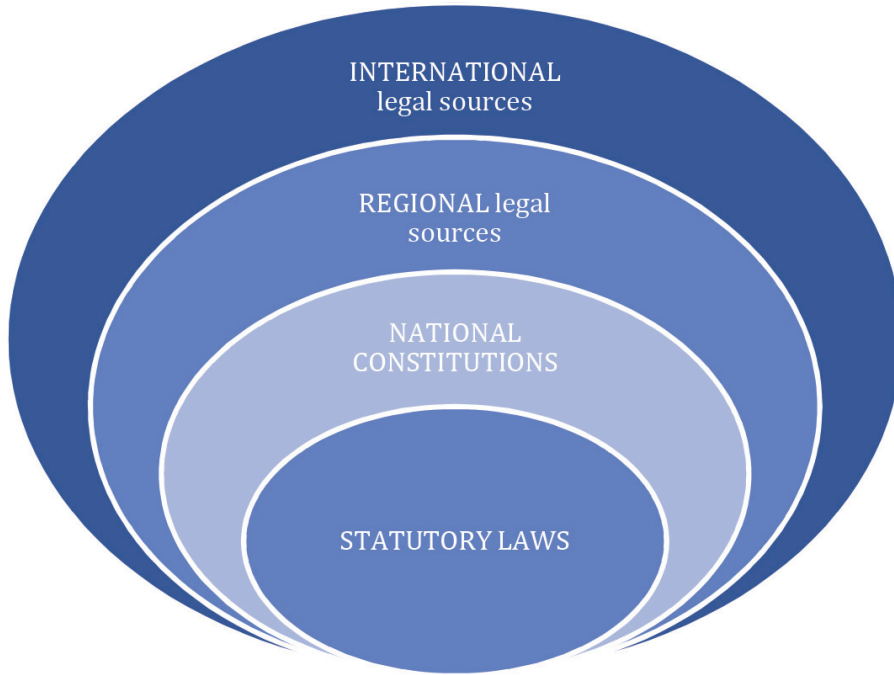 INTERNATIONAL
legal sources
REGIONAL legal
sources
NATIONAL
CONSTITUTIONS
STATUTORY LAWS